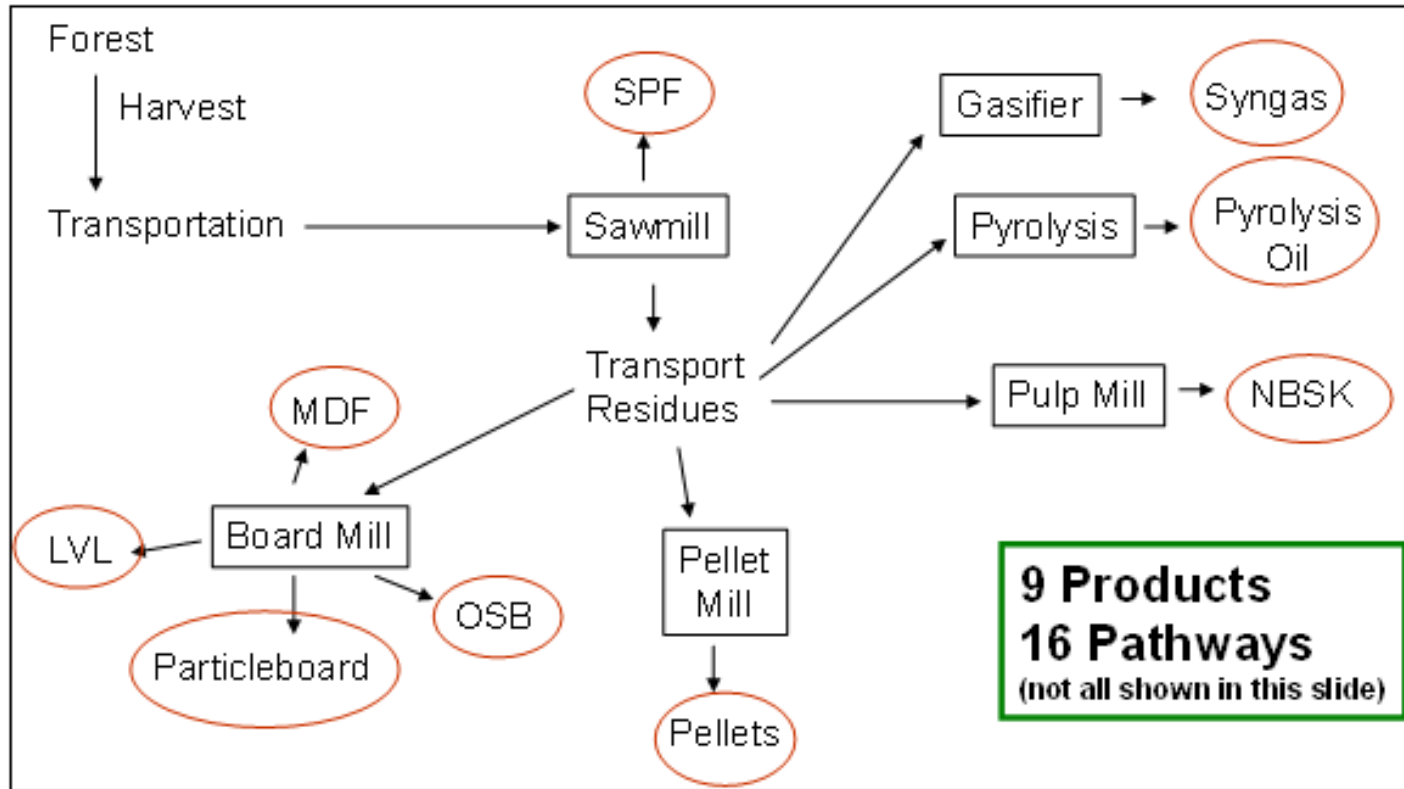 Forest
Harvest
Transportation
SPF
Sawmill
Gasifier
Syngas
Pyrolysis
Pyrolysis
Oil
Transport
Residues
Pulp Mill
NBSK
MDF
LVL
Board Mill
OSB
Particleboard
Pellet
Mill
Pellets
9 Products
16 Pathways
(not all shown in this slide)